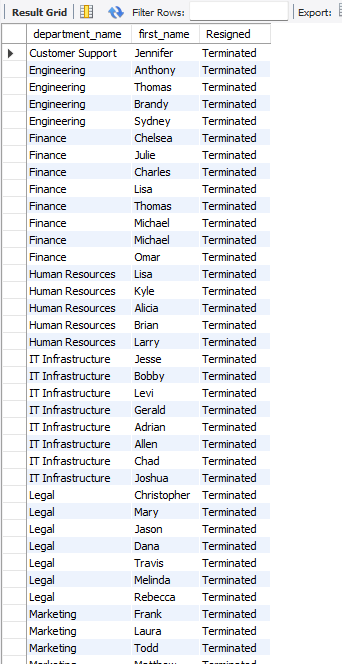 Result Grid Filter Rows: Export:
department_name first_name Resigned
Customer Support Jennifer Terminated
Engineering Anthony Terminated
Engineering Thomas Terminated
Engineering Brandy Terminated
Engineering Sydney Terminated
Finance Chelsea Terminated
Finance Julie Terminated
Finance Charles Terminated
Finance Lisa Terminated
Finance Thomas Terminated
Finance Michael Terminated
Finance Michael Terminated
Finance Omar Terminated
Human Resources Lisa Terminated
Human Resources Kyle Terminated
Human Resources Alicia Terminated
Human Resources Brian Terminated
Human Resources Larry Terminated
IT Infrastructure Jesse Terminated
IT Infrastructure Bobby Terminated
IT Infrastructure Levi Terminated
IT Infrastructure Gerald Terminated
IT Infrastructure Adrian Terminated
IT Infrastructure Allen Terminated
IT Infrastructure Chad Terminated
IT Infrastructure Joshua Terminated
Legal Christopher Terminated
Legal Mary Terminated
Legal Jason Terminated
Legal Dana Terminated
Legal Travis Terminated
Legal Melinda Terminated
Legal Rebecca Terminated
Marketing Frank Terminated
Marketing Laura Terminated
Marketing Todd Terminated
Marketing Matthew Terminated